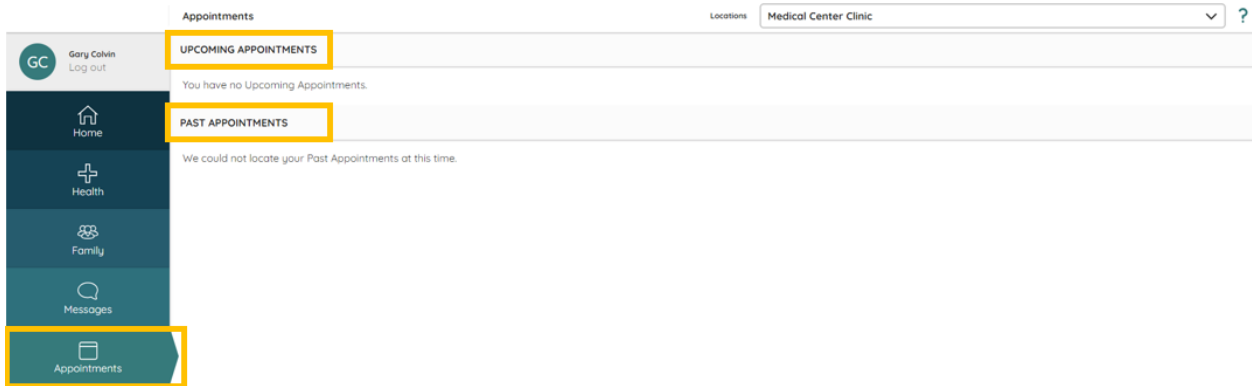 Appointments
Locations
Medical Center Clinic
?
GC
Gary Colvin
Log out
Home
Health
Family
Messages
Appointments
UPCOMING APPOINTMENTS
You have no Upcoming Appointments.
PAST APPOINTMENTS
We could not locate your Past Appointments at this time.